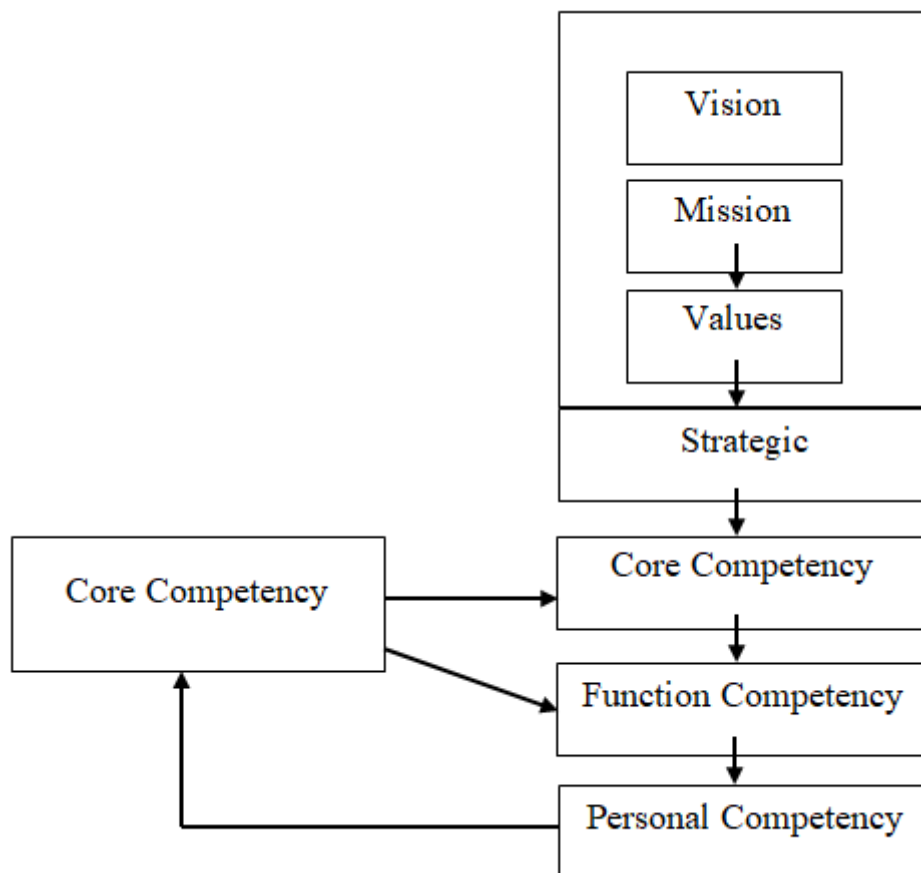 Vision
Mission
Values
Strategic
Core Competency
Core Competency
Function Competency
Personal Competency